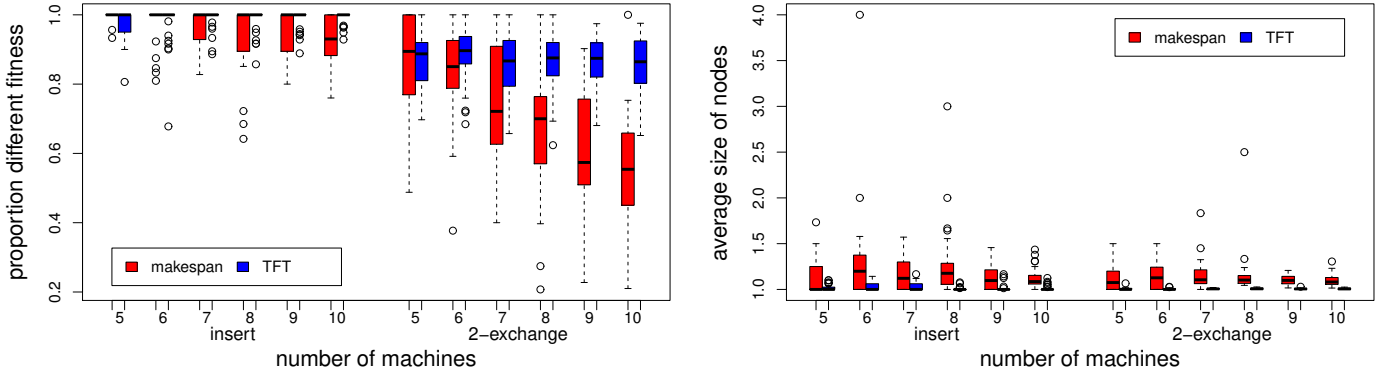 proportion different fitness
1.0
0.8
0.6
0.4
0.2
makespan TFT
5 6 7 8 9 10 5 6 7 8 9 10
insert 2−exchange
number of machines
average size of nodes
4.0
3.5
3.0
2.5
2.0
1.5
1.0
makespan TFT
5 6 7 8 9 10 5 6 7 8 9 10
insert 2−exchange
number of machines